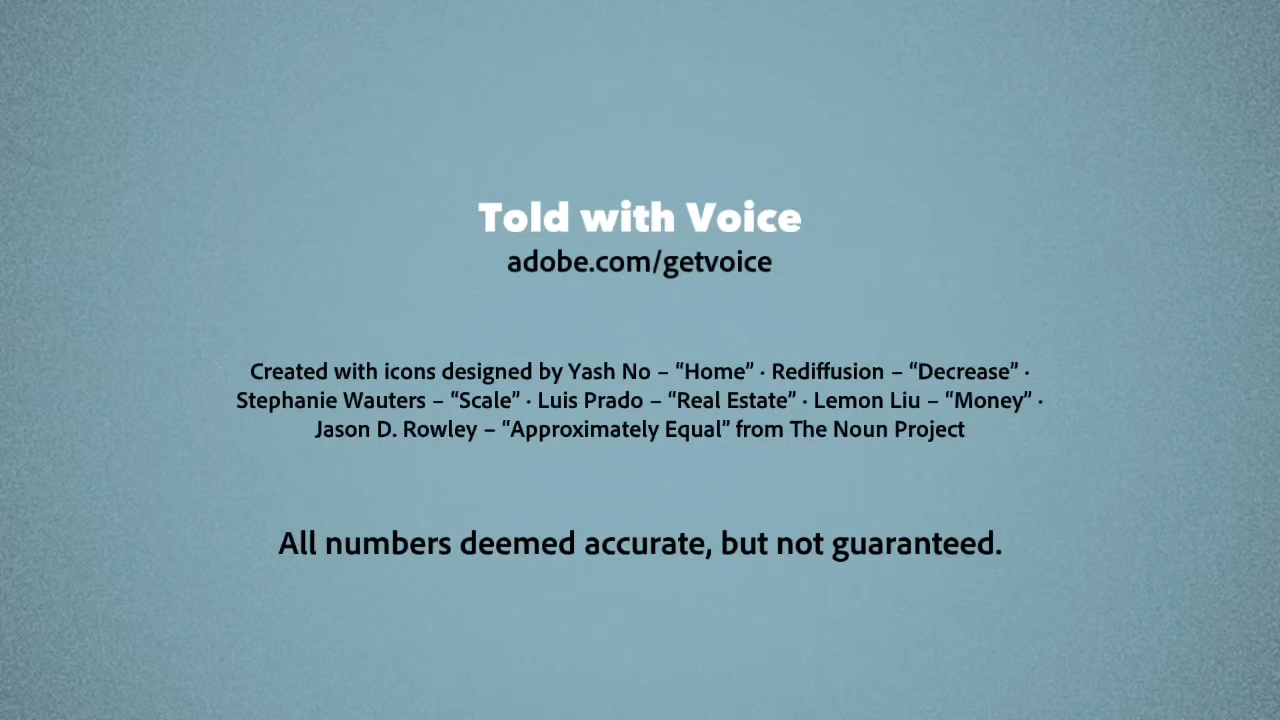 Told with Voice
adobe.com/getvoice
Created with icons designed by Yash No – “Home” · Rediffusion – “Decrease” ·
Stephanie Wauters – “Scale” · Luis Prado – “Real Estate” · Lemon Liu – “Money” ·
Jason D. Rowley – “Approximately Equal” from The Noun Project
All numbers deemed accurate, but not guaranteed.